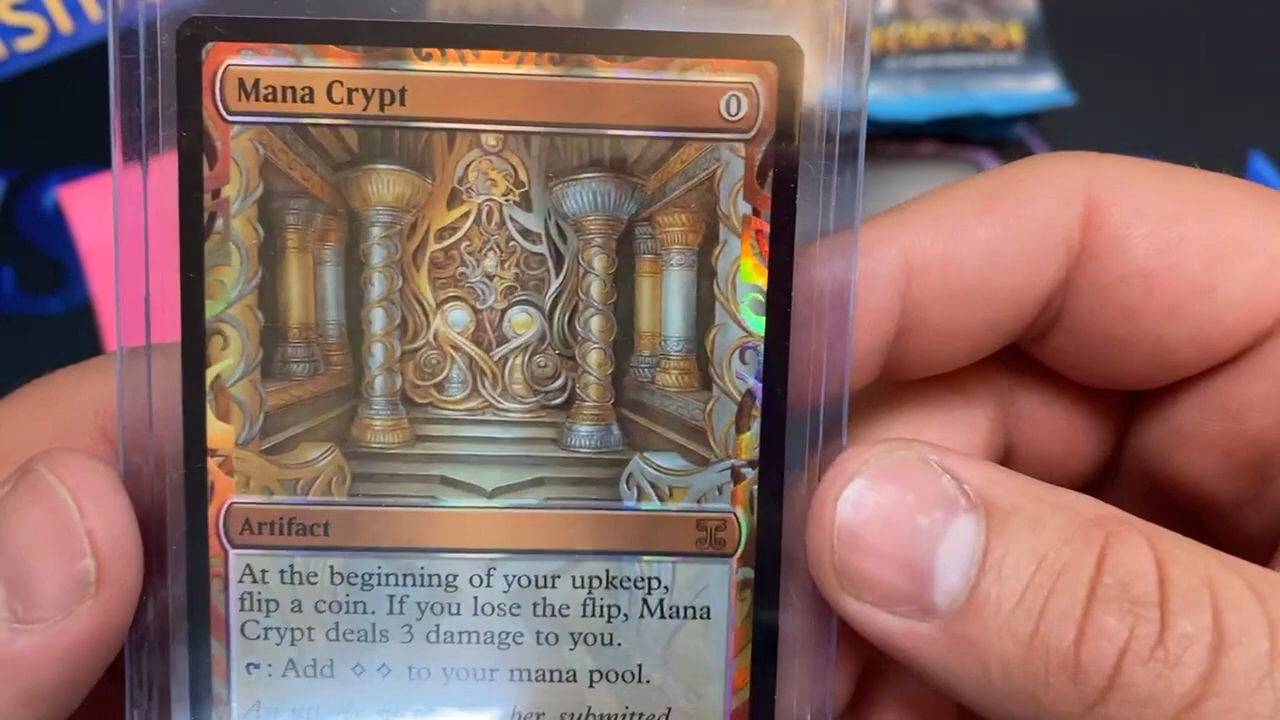 Mana Crypt
0
Artifact
At the beginning of your upkeep,
flip a coin. If you lose the flip, Mana
Crypt deals 3 damage to you.
: Add to your mana pool.
submitted